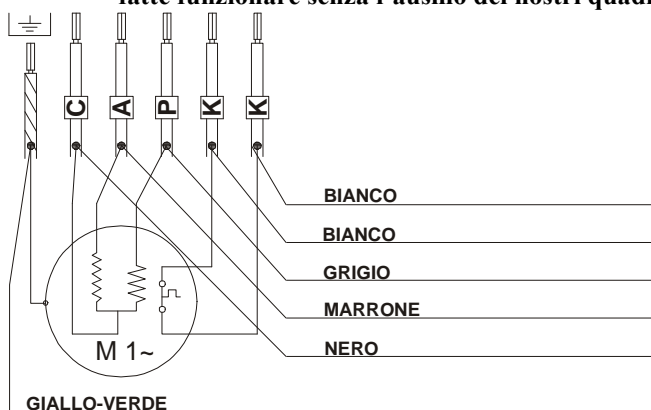 fatte funzionare senza l'ausilio dei nostri quadri
C A P K K
BIANCO
BIANCO
GRIGIO
MARRONE
NERO
M 1~
GIALLO-VERDE